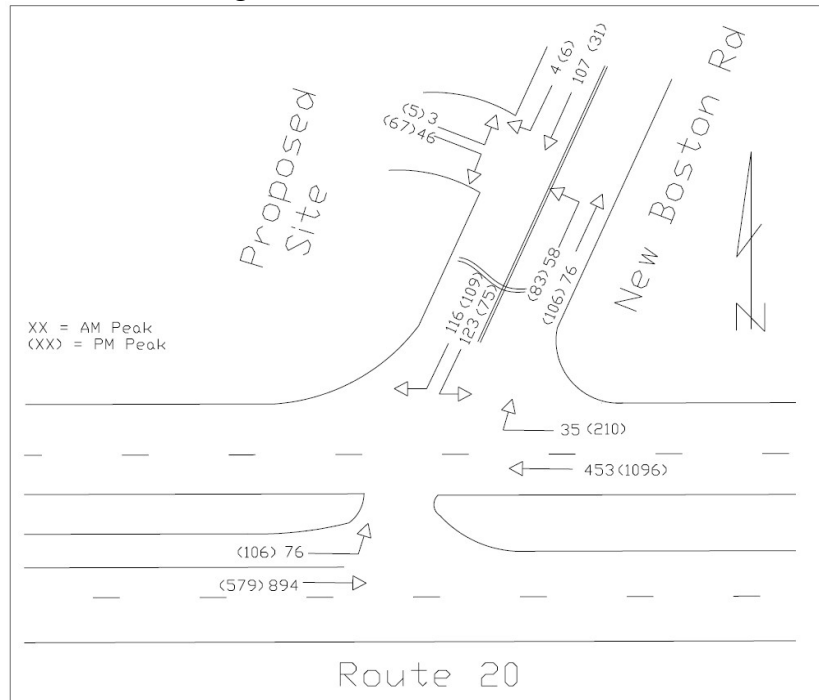 4(6)
107 (31)
(5)3
(67)46
Proposed
Site
New Boston Rd
(83)58
(106)76
116(109)
123(75)
XX = AM Peak
(XX) = PM Peak
N
35(210)
453(1096)
(106) 76
(579)894
Route 20